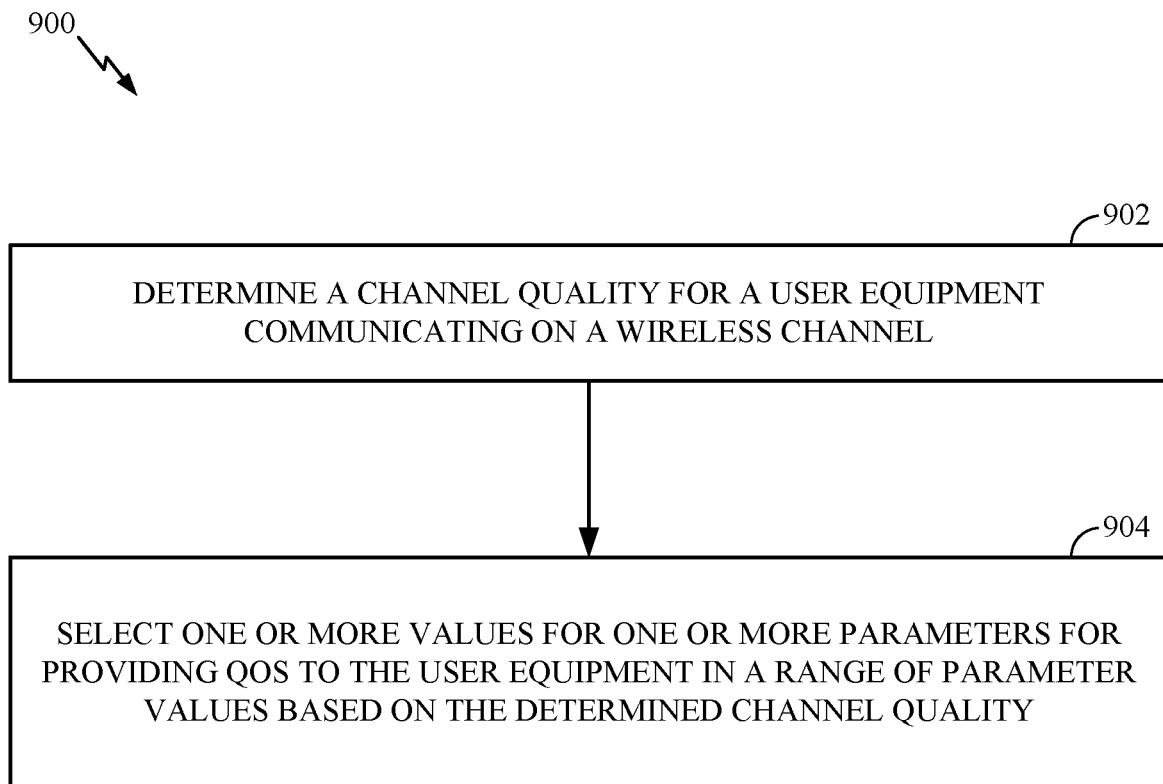 900
902
DETERMINE A CHANNEL QUALITY FOR A USER EQUIPMENT
COMMUNICATING ON A WIRELESS CHANNEL
904
SELECT ONE OR MORE VALUES FOR ONE OR MORE PARAMETERS FOR
PROVIDING QOS TO THE USER EQUIPMENT IN A RANGE OF PARAMETER
VALUES BASED ON THE DETERMINED CHANNEL QUALITY